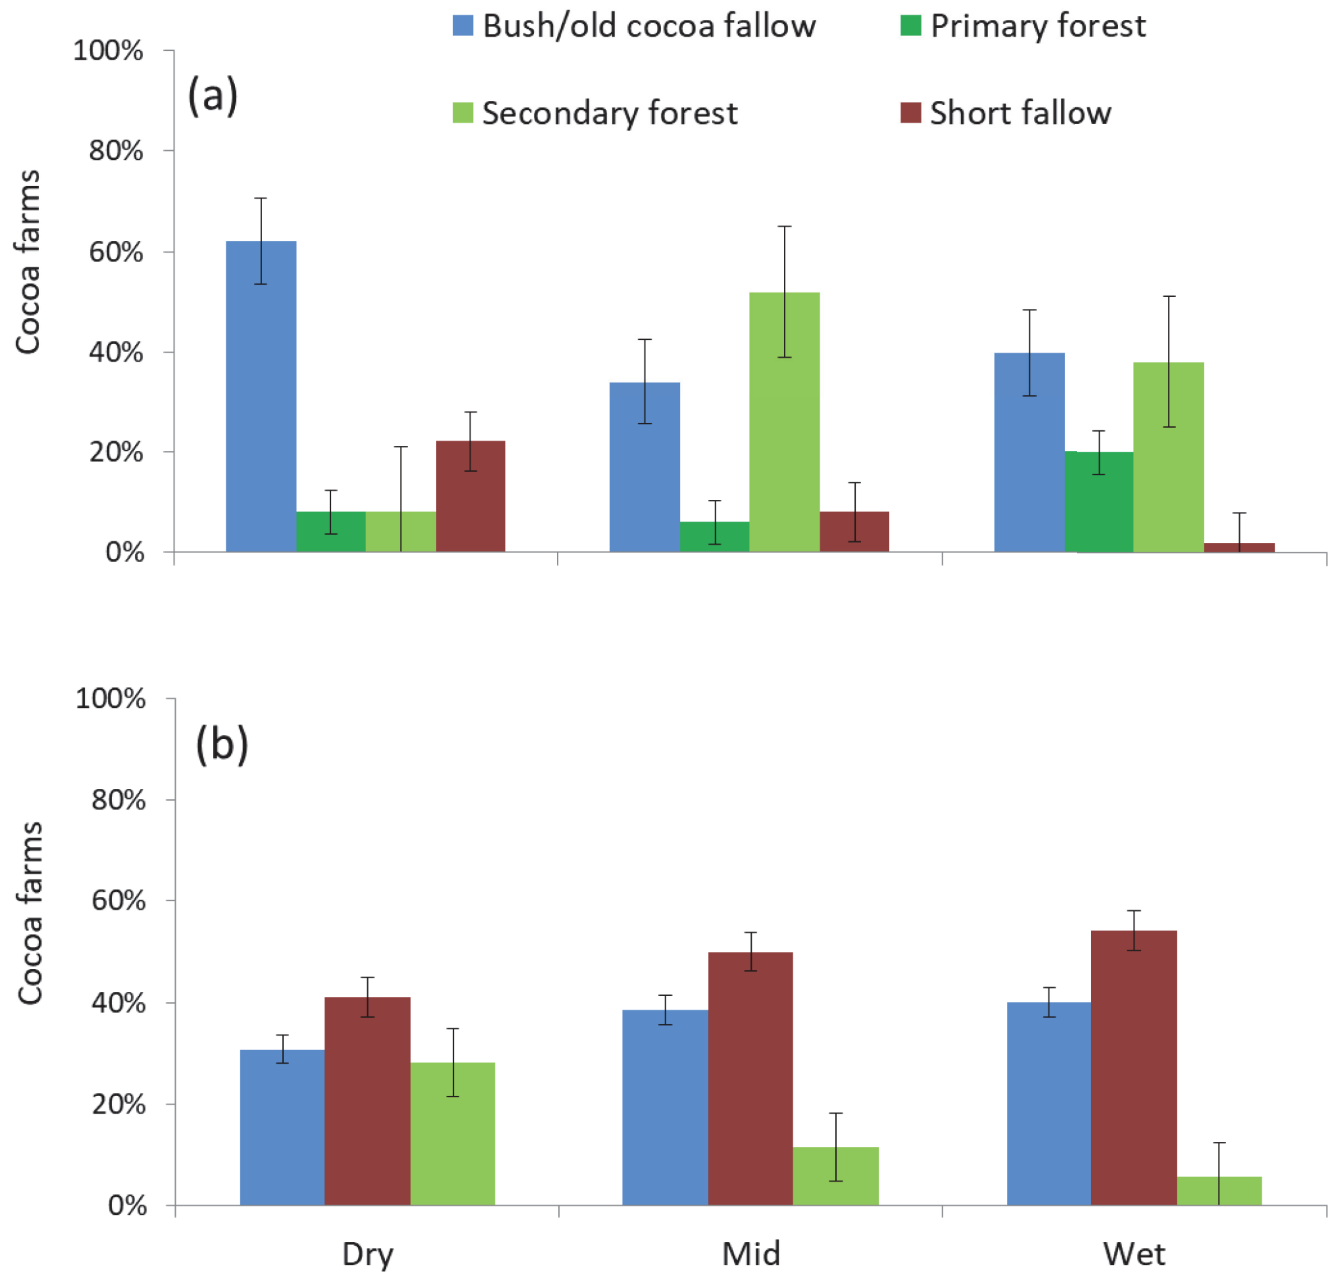 Bush/old cocoa fallow
Primary forest
Secondary forest
Short fallow
(a)
Cocoa farms
100%
80%
60%
40%
20%
0%
(b)
Cocoa farms
100%
80%
60%
40%
20%
0%
Dry
Mid
Wet